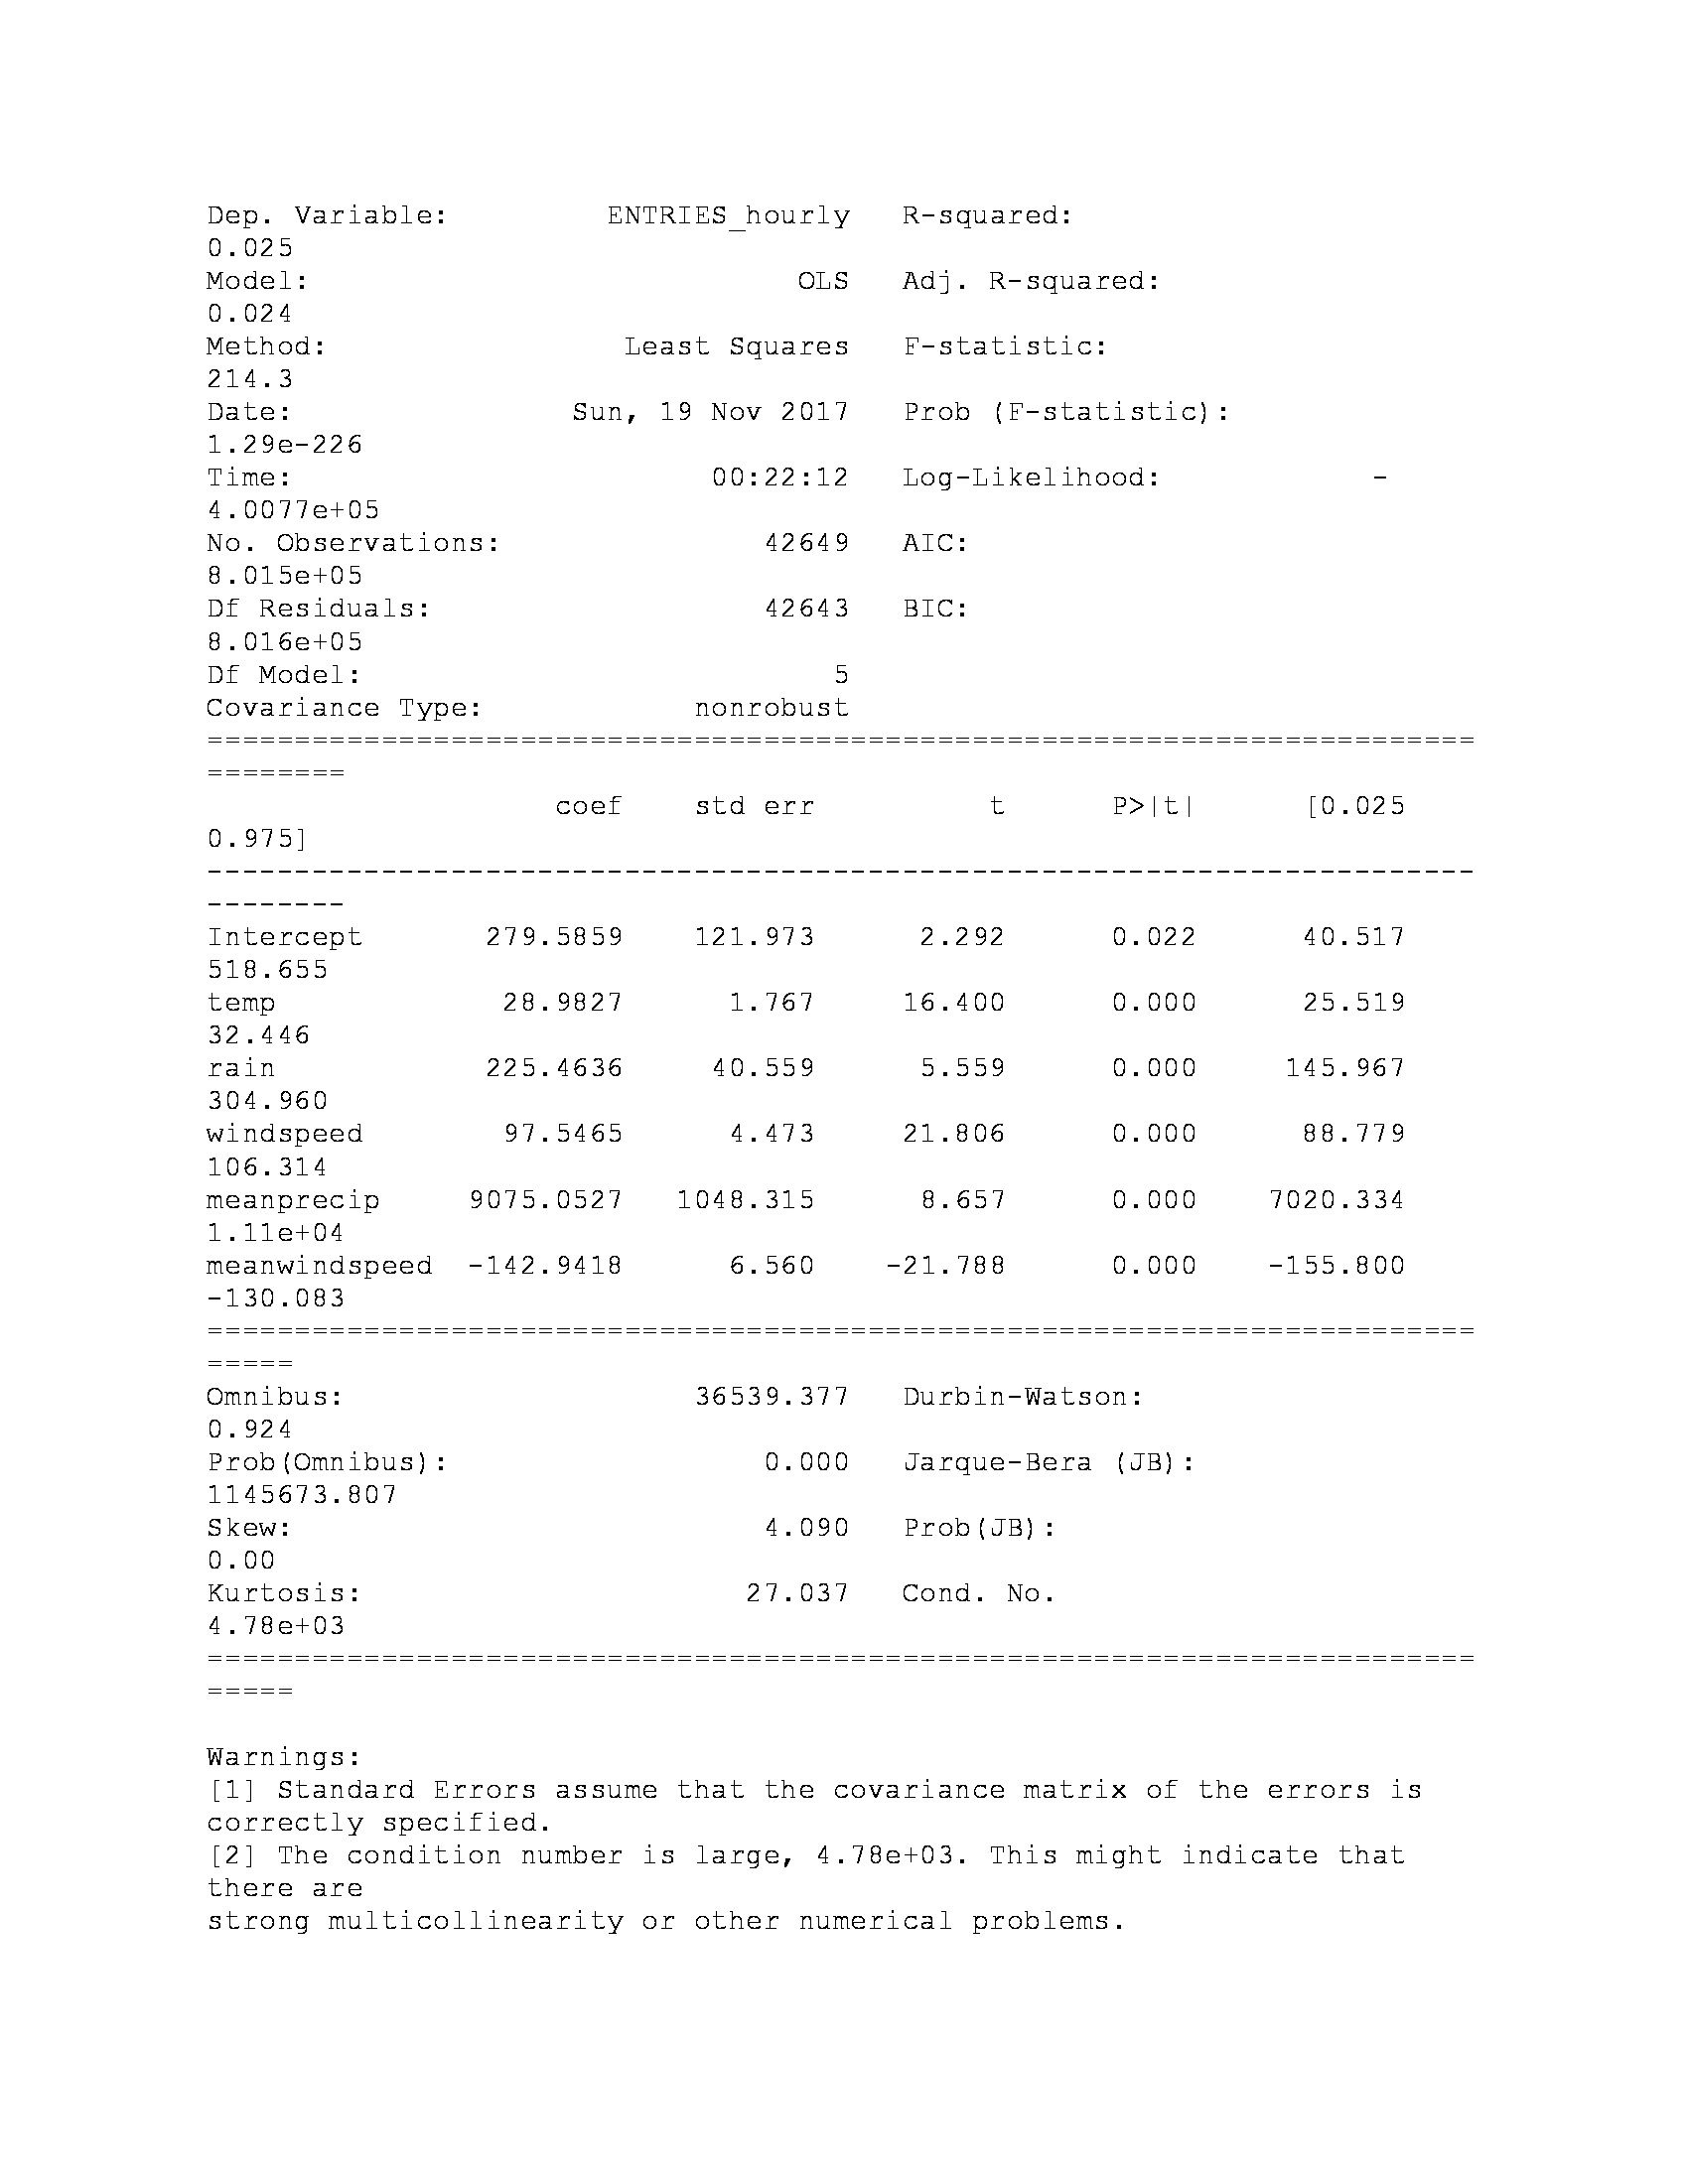 Dep. Variable: ENTRIES_hourly R-squared:
0.025
Model: OLS Adj. R-squared:
0.024
Method: Least Squares F-statistic:
214.3
Date: Sun, 19 Nov 2017 Prob (F-statistic):
1.29e-226
Time: 00:22:12 Log-Likelihood: -
4.0077e+05
No. Observations: 42649 AIC:
8.015e+05
Df Residuals: 42643 BIC:
8.016e+05
Df Model: 5
Covariance Type: nonrobust
=========================================================================
========
coef std err t P>|t| [0.025
0.975]
-------------------------------------------------------------------------
--------
Intercept 279.5859 121.973 2.292 0.022 40.517
518.655
temp 28.9827 1.767 16.400 0.000 25.519
32.446
rain 225.4636 40.559 5.559 0.000 145.967
304.960
windspeed 97.5465 4.473 21.806 0.000 88.779
106.314
meanprecip 9075.0527 1048.315 8.657 0.000 7020.334
1.11e+04
meanwindspeed -142.9418 6.560 -21.788 0.000 -155.800
-130.083
=========================================================================
=====
Omnibus: 36539.377 Durbin-Watson:
0.924
Prob(Omnibus): 0.000 Jarque-Bera (JB):
1145673.807
Skew: 4.090 Prob(JB):
0.00
Kurtosis: 27.037 Cond. No.
4.78e+03
=========================================================================
=====
Warnings:
[1] Standard Errors assume that the covariance matrix of the errors is
correctly specified.
[2] The condition number is large, 4.78e+03. This might indicate that
there are
strong multicollinearity or other numerical problems.